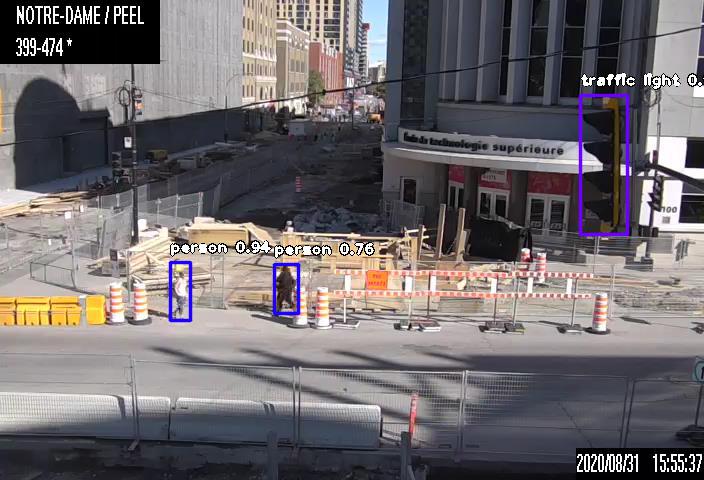 NOTRE-DAME / PEEL
399-474 *
traffic light 0.
École de technologie supérieure
person 0.94
person 0.76
1100
2020/08/31 15:55:37